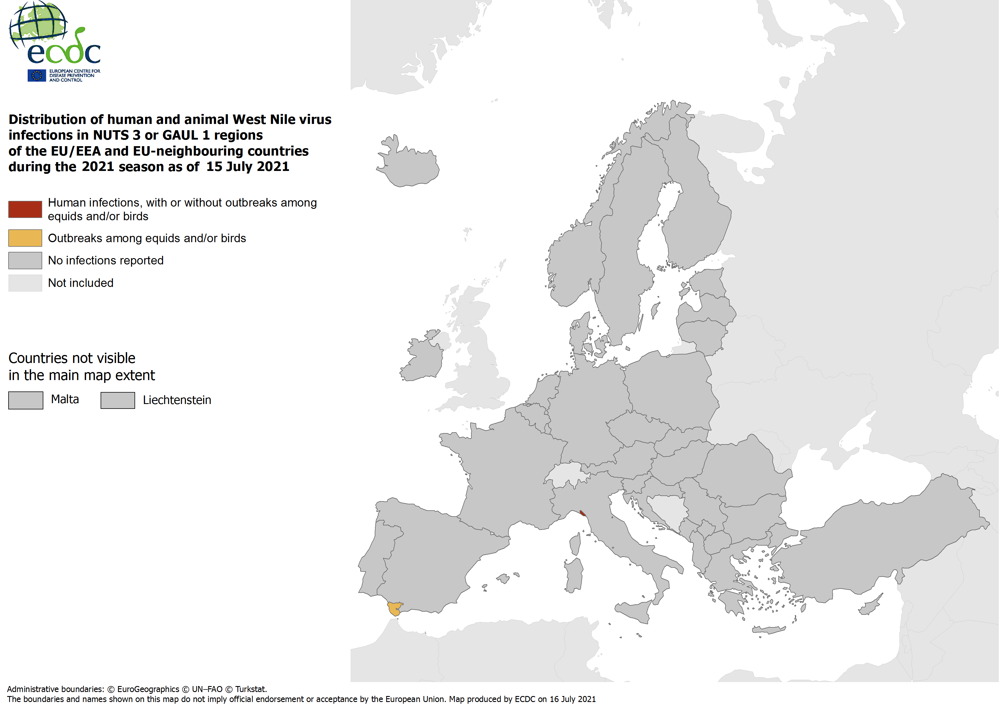 ecdc
EUROPEAN CENTRE FOR
DISEASE PREVENTION
AND CONTROL
Distribution of human and animal West Nile virus
infections in NUTS 3 or GAUL 1 regions
of the EU/EEA and EU-neighbouring countries
during the 2021 season as of 15 July 2021
Human infections, with or without outbreaks among
equids and/or birds
Outbreaks among equids and/or birds
No infections reported
Not included
Countries not visible
in the main map extent
Malta Liechtenstein
Administrative boundaries: © EuroGeographics © UN–FAO © Turkstat.
The boundaries and names shown on this map do not imply official endorsement or acceptance by the European Union. Map produced by ECDC on 16 July 2021